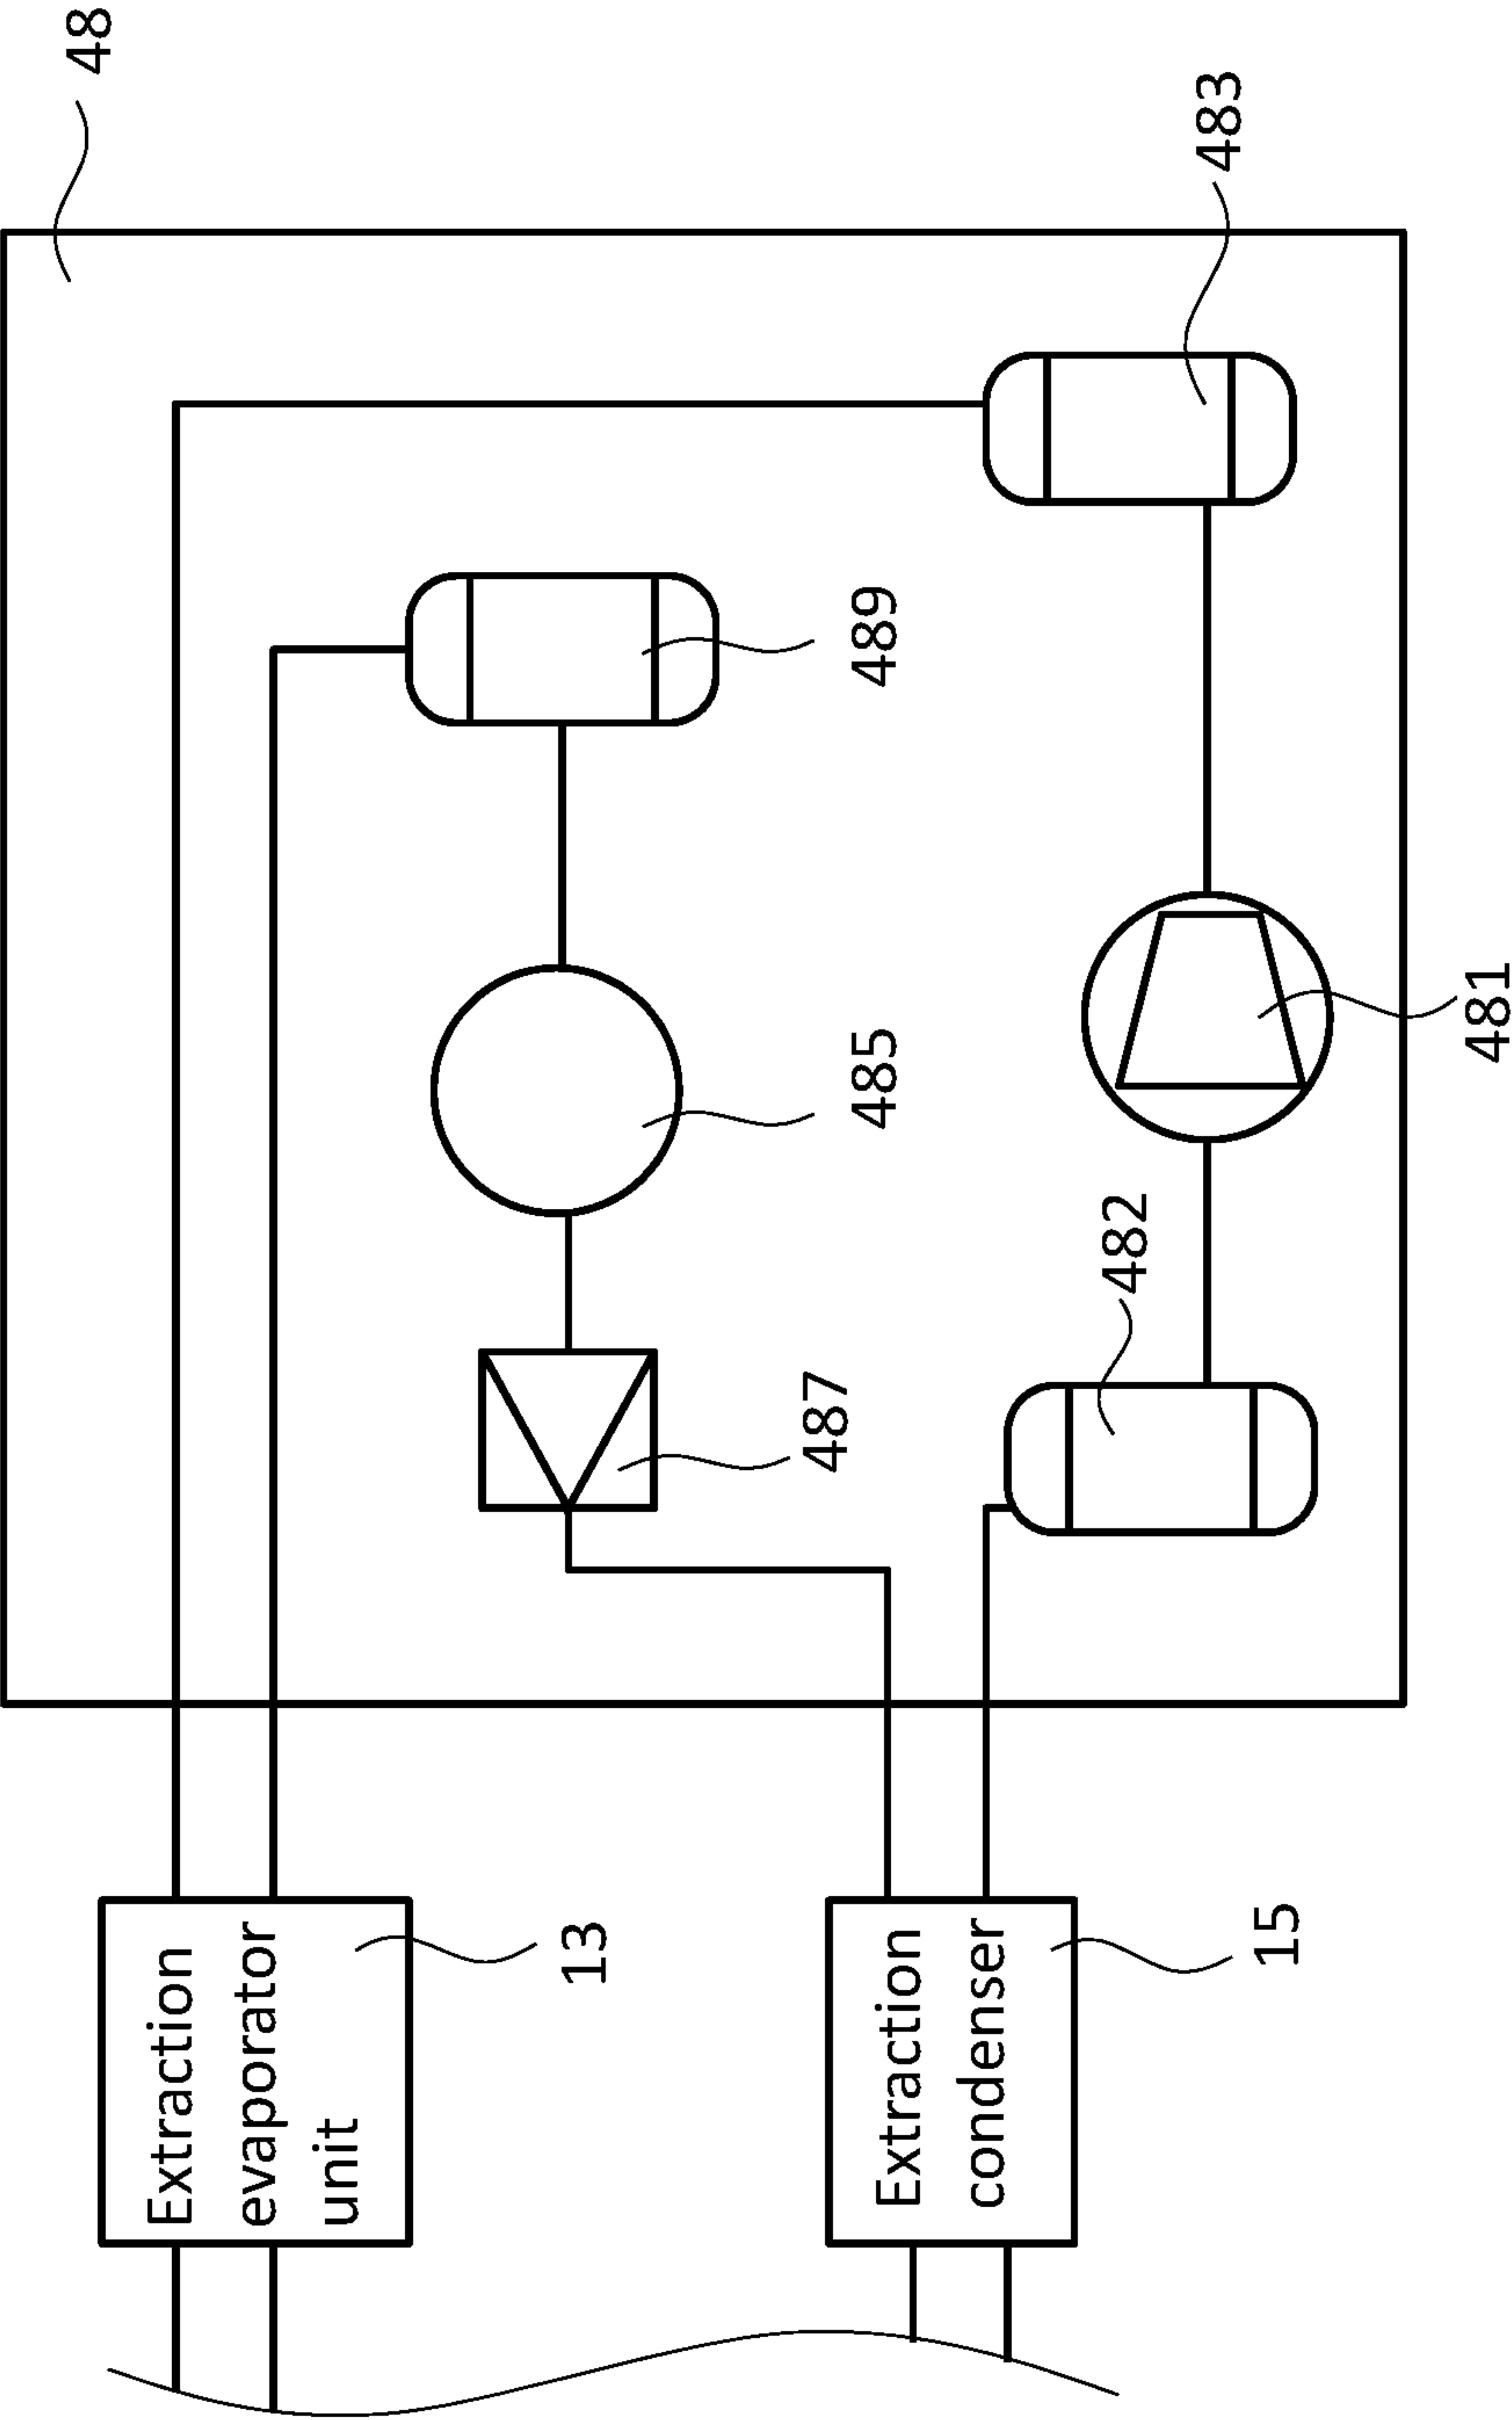 48
Extraction
evaporator
unit
13
487
485
489
Extraction
condenser
482
483
15
481